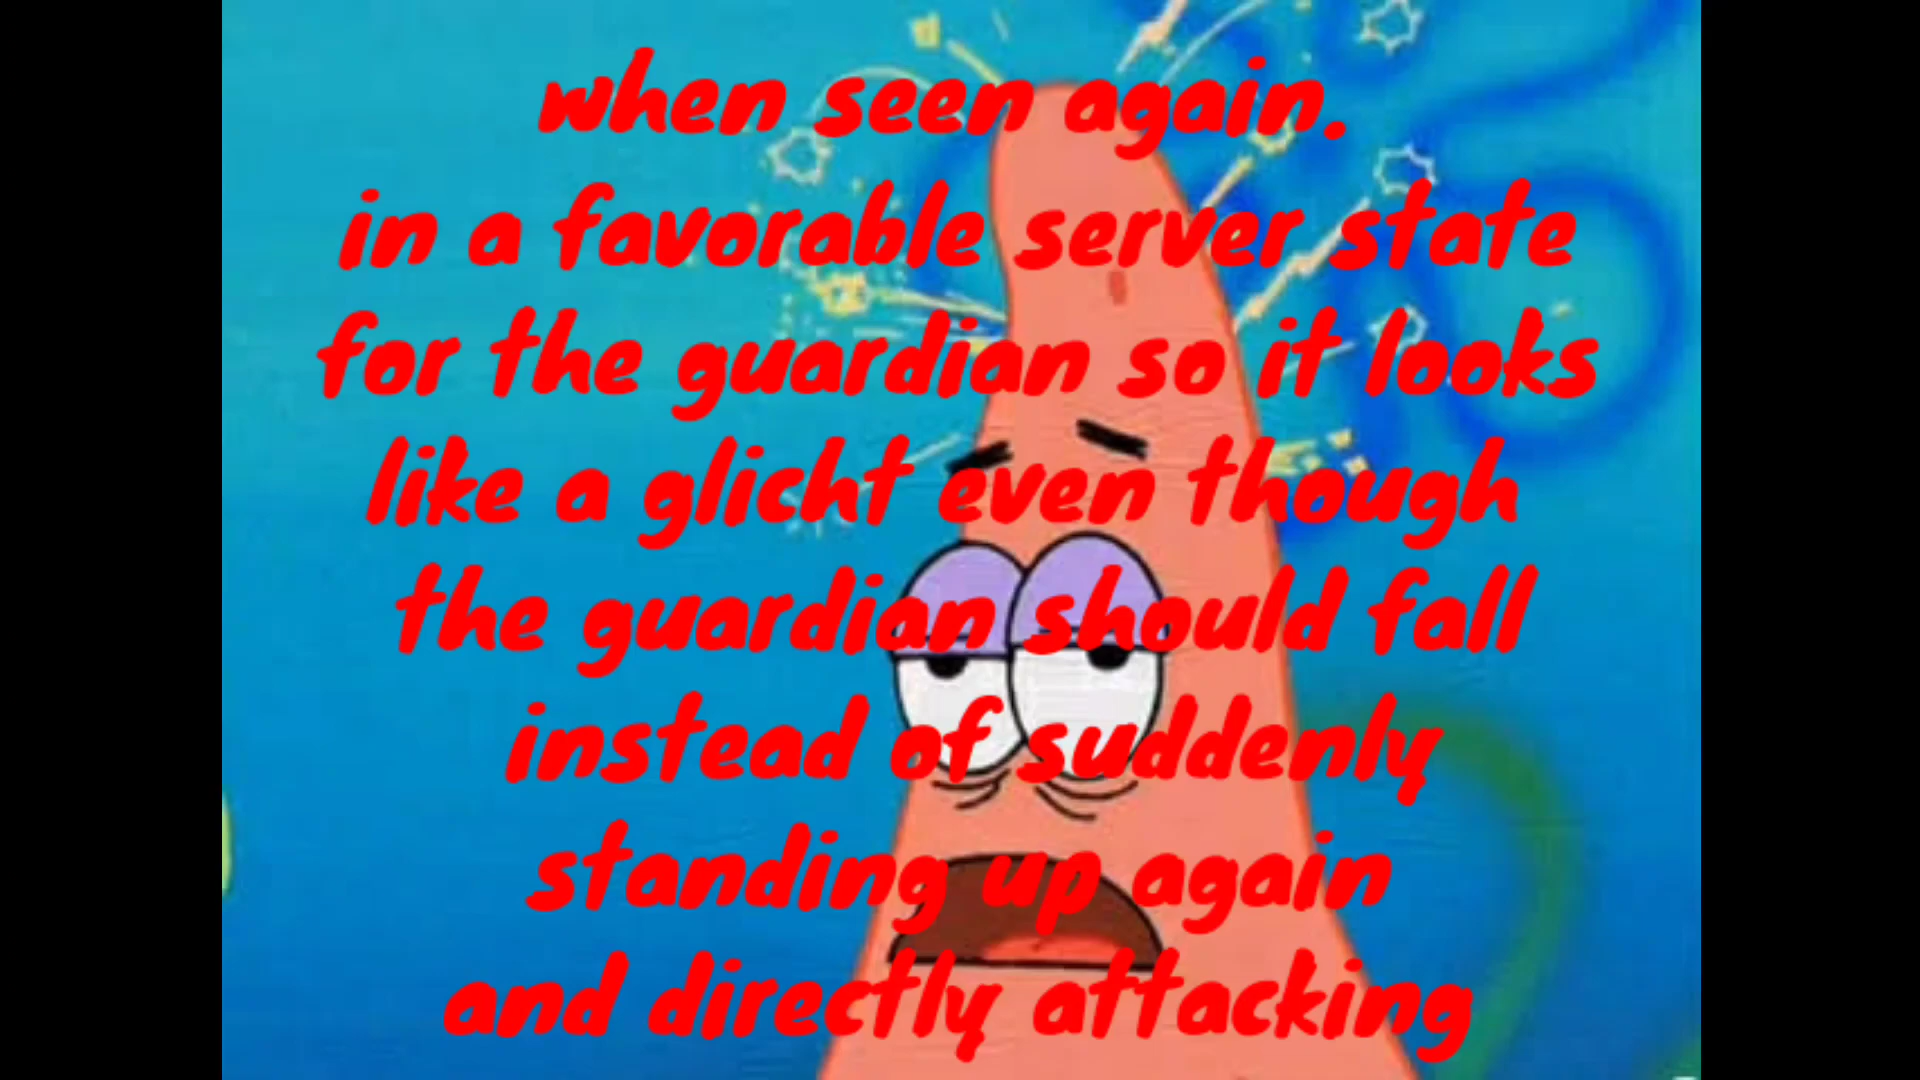 when seen again.
in a favorable server state
for the guardian so it looks
like a glicht even though
the guardian should fall
instead of suddenly
standing up again
and directly attacking